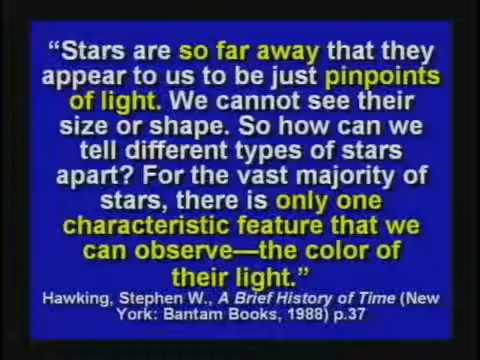 “Stars are so far away that they
appear to us to be just pinpoints
of light. We cannot see their
size or shape. So how can we
tell different types of stars
apart? For the vast majority of
stars, there is only one
characteristic feature that we
can observe—the color of
their light.”
Hawking, Stephen W., A Brief History of Time (New
York: Bantam Books, 1988) p.37